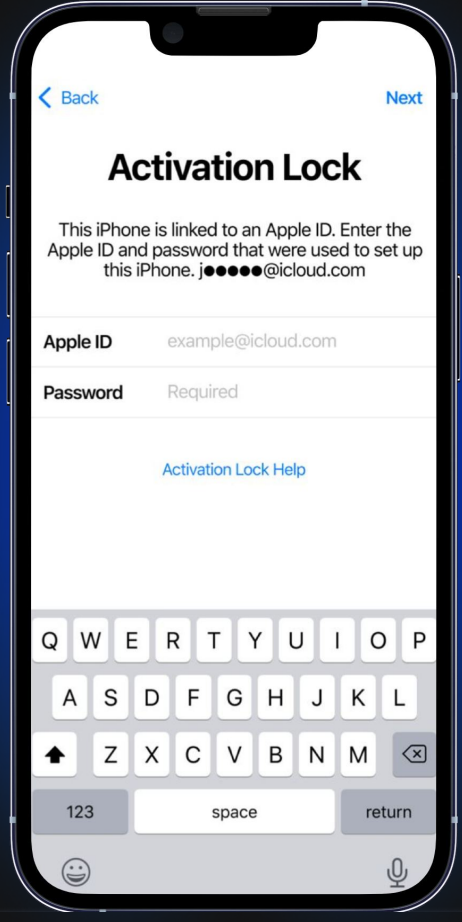 Back
Next
Activation Lock
This iPhone is linked to an Apple ID. Enter the
Apple ID and password that were used to set up
this iPhone. j●●●●●@icloud.com
Apple ID example@icloud.com
Password Required
Activation Lock Help
Q W E R T Y U I O P
A S D F G H J K L
Z X C V B N M
123 space return